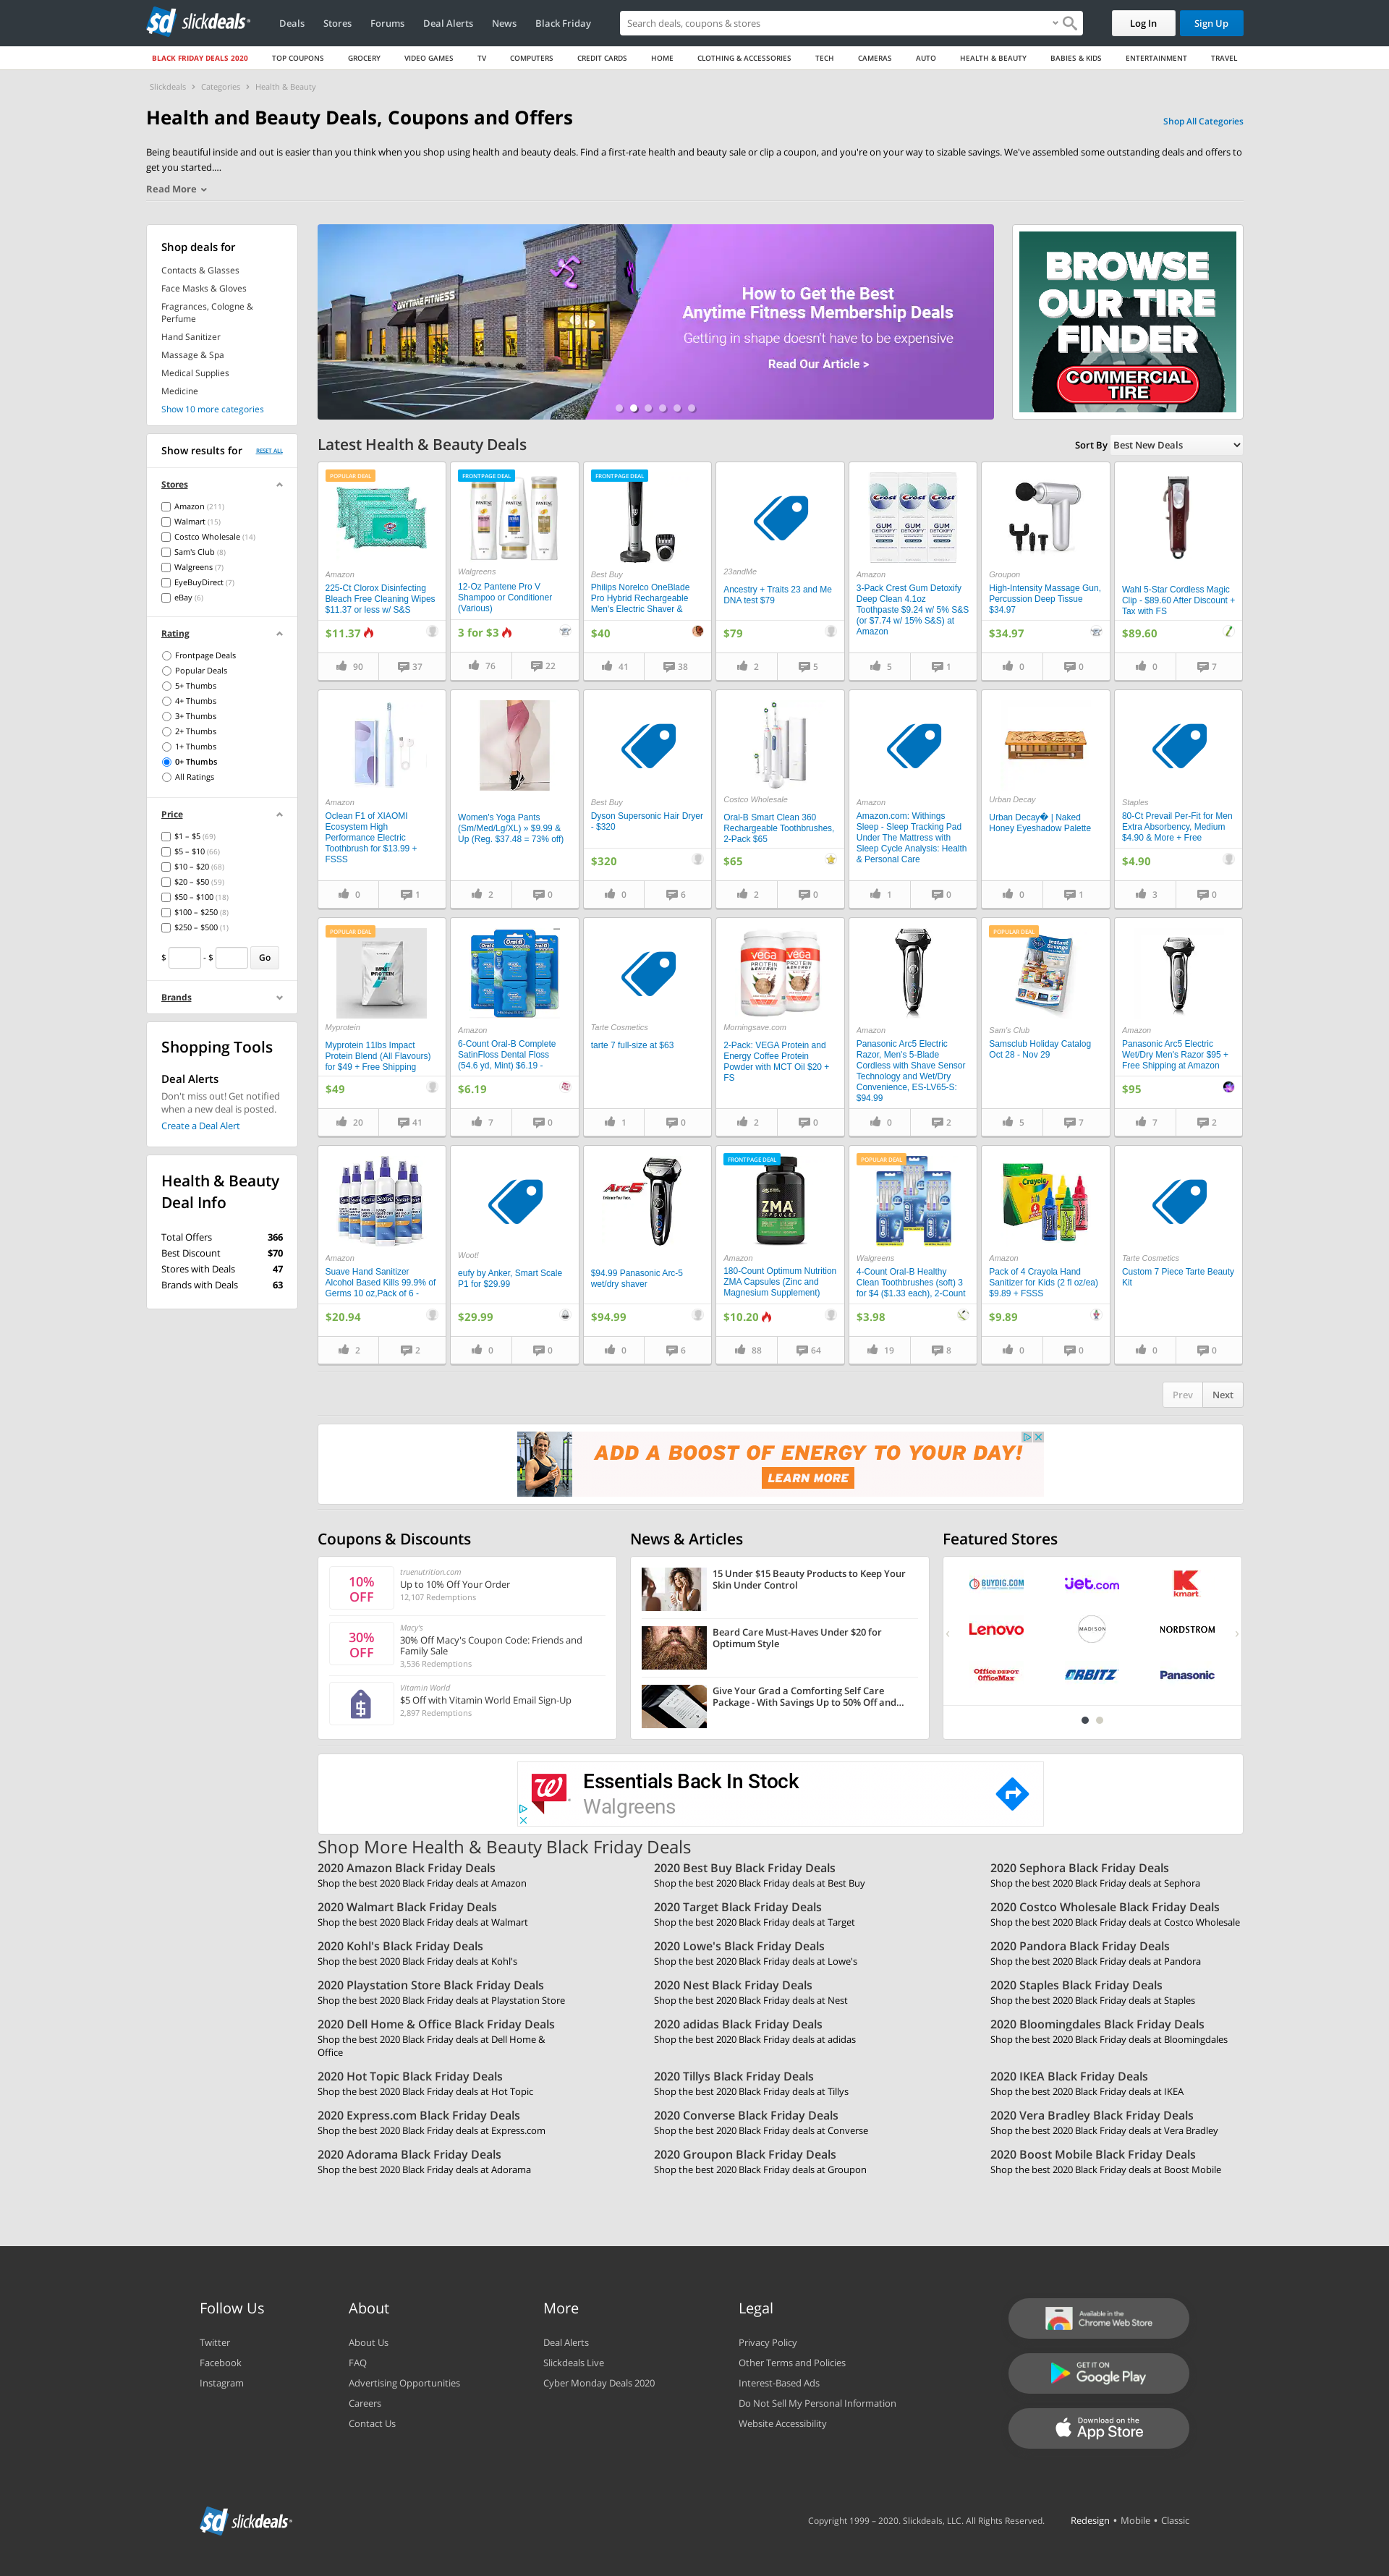 slickdeals
Deals
Stores
Forums
Deal Alerts
News
Black Friday
Search deals, coupons & stores
Log In
Sign Up
BLACK FRIDAY DEALS 2020
TOP COUPONS
GROCERY
VIDEO GAMES
TV
COMPUTERS
CREDIT CARDS
HOME
CLOTHING & ACCESSORIES
TECH
CAMERAS
AUTO
HEALTH & BEAUTY
BABIES & KIDS
ENTERTAINMENT
TRAVEL
Slickdeals › Categories › Health & Beauty
Health and Beauty Deals, Coupons and Offers
Shop All Categories
Being beautiful inside and out is easier than you think when you shop using health and beauty deals. Find a first-rate health and beauty sale or clip a coupon, and you're on your way to sizable savings. We've assembled some outstanding deals and offers to
get you started....
Read More
Shop deals for
Contacts & Glasses
Face Masks & Gloves
Fragrances, Cologne &
Perfume
Hand Sanitizer
Massage & Spa
Medical Supplies
Medicine
Show 10 more categories
Show results for
RESET ALL
Stores
Amazon (211)
Walmart (15)
Costco Wholesale (14)
Sam's Club (8)
Walgreens (7)
EyeBuyDirect (7)
eBay (6)
Rating
Frontpage Deals
Popular Deals
5+ Thumbs
4+ Thumbs
3+ Thumbs
2+ Thumbs
1+ Thumbs
0+ Thumbs
All Ratings
Price
$1 – $5 (69)
$5 – $10 (66)
$10 – $20 (68)
$20 – $50 (59)
$50 – $100 (18)
$100 – $250 (8)
$250 – $500 (1)
$ - $ Go
Brands
Shopping Tools
Deal Alerts
Don't miss out! Get notified
when a new deal is posted.
Create a Deal Alert
Health & Beauty
Deal Info
Total Offers 366
Best Discount $70
Stores with Deals 47
Brands with Deals 63
ANYTIME FITNESS
How to Get the Best
Anytime Fitness Membership Deals
Getting in shape doesn't have to be expensive
Read Our Article >
BROWSE
OUR TIRE
FINDER
COMMERCIAL
TIRE
Latest Health & Beauty Deals
Sort By Best New Deals
POPULAR DEAL
Amazon
225-Ct Clorox Disinfecting
Bleach Free Cleaning Wipes
$11.37 or less w/ S&S
$11.37
90 37
FRONTPAGE DEAL
Walgreens
12-Oz Pantene Pro V
Shampoo or Conditioner
(Various)
3 for $3
76 22
FRONTPAGE DEAL
Best Buy
Philips Norelco OneBlade
Pro Hybrid Rechargeable
Men's Electric Shaver &
$40
41 38
23andMe
Ancestry + Traits 23 and Me
DNA test $79
$79
2 5
Amazon
3-Pack Crest Gum Detoxify
Deep Clean 4.1oz
Toothpaste $9.24 w/ 5% S&S
(or $7.74 w/ 15% S&S) at
Amazon
5 1
Groupon
High-Intensity Massage Gun,
Percussion Deep Tissue
$34.97
$34.97
0 0
Wahl 5-Star Cordless Magic
Clip - $89.60 After Discount +
Tax with FS
$89.60
0 7
Amazon
Oclean F1 of XIAOMI
Ecosystem High
Performance Electric
Toothbrush for $13.99 +
FSSS
0 1
Women's Yoga Pants
(Sm/Med/Lg/XL) » $9.99 &
Up (Reg. $37.48 = 73% off)
2 0
Best Buy
Dyson Supersonic Hair Dryer
- $320
$320
0 6
Costco Wholesale
Oral-B Smart Clean 360
Rechargeable Toothbrushes,
2-Pack $65
$65
2 0
Amazon
Amazon.com: Withings
Sleep - Sleep Tracking Pad
Under The Mattress with
Sleep Cycle Analysis: Health
& Personal Care
1 0
Urban Decay
Urban Decay� | Naked
Honey Eyeshadow Palette
0 1
Staples
80-Ct Prevail Per-Fit for Men
Extra Absorbency, Medium
$4.90 & More + Free
$4.90
3 0
POPULAR DEAL
Myprotein
Myprotein 11lbs Impact
Protein Blend (All Flavours)
for $49 + Free Shipping
$49
20 41
Amazon
6-Count Oral-B Complete
SatinFloss Dental Floss
(54.6 yd, Mint) $6.19 -
$6.19
7 0
Tarte Cosmetics
tarte 7 full-size at $63
1 0
Morningsave.com
2-Pack: VEGA Protein and
Energy Coffee Protein
Powder with MCT Oil $20 +
FS
2 0
Amazon
Panasonic Arc5 Electric
Razor, Men's 5-Blade
Cordless with Shave Sensor
Technology and Wet/Dry
Convenience, ES-LV65-S:
$94.99
0 2
POPULAR DEAL
Sam's Club
Samsclub Holiday Catalog
Oct 28 - Nov 29
5 7
Amazon
Panasonic Arc5 Electric
Wet/Dry Men's Razor $95 +
Free Shipping at Amazon
$95
7 2
Amazon
Suave Hand Sanitizer
Alcohol Based Kills 99.9% of
Germs 10 oz,Pack of 6 -
$20.94
2 2
Woot!
eufy by Anker, Smart Scale
P1 for $29.99
$29.99
0 0
Arc5
$94.99 Panasonic Arc-5
wet/dry shaver
$94.99
0 6
FRONTPAGE DEAL
ZMA
Amazon
180-Count Optimum Nutrition
ZMA Capsules (Zinc and
Magnesium Supplement)
$10.20
88 64
POPULAR DEAL
Walgreens
4-Count Oral-B Healthy
Clean Toothbrushes (soft) 3
for $4 ($1.33 each), 2-Count
$3.98
19 8
Crayola
Amazon
Pack of 4 Crayola Hand
Sanitizer for Kids (2 fl oz/ea)
$9.89 + FSSS
$9.89
0 0
Tarte Cosmetics
Custom 7 Piece Tarte Beauty
Kit
0 0
Prev
Next
ADD A BOOST OF ENERGY TO YOUR DAY!
LEARN MORE
Coupons & Discounts
10%
OFF
truenutrition.com
Up to 10% Off Your Order
12,107 Redemptions
30%
OFF
Macy's
30% Off Macy's Coupon Code: Friends and
Family Sale
3,536 Redemptions
Vitamin World
$5 Off with Vitamin World Email Sign-Up
2,897 Redemptions
News & Articles
15 Under $15 Beauty Products to Keep Your
Skin Under Control
Beard Care Must-Haves Under $20 for
Optimum Style
Give Your Grad a Comforting Self Care
Package - With Savings Up to 50% Off and...
Featured Stores
BUYDIG.COM
Jet.com
kmart
Lenovo
MADISON
NORDSTROM
Office DEPOT
OfficeMax
ORBITZ
Panasonic
Essentials Back In Stock
Walgreens
Shop More Health & Beauty Black Friday Deals
2020 Amazon Black Friday Deals
Shop the best 2020 Black Friday deals at Amazon
2020 Best Buy Black Friday Deals
Shop the best 2020 Black Friday deals at Best Buy
2020 Sephora Black Friday Deals
Shop the best 2020 Black Friday deals at Sephora
2020 Walmart Black Friday Deals
Shop the best 2020 Black Friday deals at Walmart
2020 Target Black Friday Deals
Shop the best 2020 Black Friday deals at Target
2020 Costco Wholesale Black Friday Deals
Shop the best 2020 Black Friday deals at Costco Wholesale
2020 Kohl's Black Friday Deals
Shop the best 2020 Black Friday deals at Kohl's
2020 Lowe's Black Friday Deals
Shop the best 2020 Black Friday deals at Lowe's
2020 Pandora Black Friday Deals
Shop the best 2020 Black Friday deals at Pandora
2020 Playstation Store Black Friday Deals
Shop the best 2020 Black Friday deals at Playstation Store
2020 Nest Black Friday Deals
Shop the best 2020 Black Friday deals at Nest
2020 Staples Black Friday Deals
Shop the best 2020 Black Friday deals at Staples
2020 Dell Home & Office Black Friday Deals
Shop the best 2020 Black Friday deals at Dell Home &
Office
2020 adidas Black Friday Deals
Shop the best 2020 Black Friday deals at adidas
2020 Bloomingdales Black Friday Deals
Shop the best 2020 Black Friday deals at Bloomingdales
2020 Hot Topic Black Friday Deals
Shop the best 2020 Black Friday deals at Hot Topic
2020 Tillys Black Friday Deals
Shop the best 2020 Black Friday deals at Tillys
2020 IKEA Black Friday Deals
Shop the best 2020 Black Friday deals at IKEA
2020 Express.com Black Friday Deals
Shop the best 2020 Black Friday deals at Express.com
2020 Converse Black Friday Deals
Shop the best 2020 Black Friday deals at Converse
2020 Vera Bradley Black Friday Deals
Shop the best 2020 Black Friday deals at Vera Bradley
2020 Adorama Black Friday Deals
Shop the best 2020 Black Friday deals at Adorama
2020 Groupon Black Friday Deals
Shop the best 2020 Black Friday deals at Groupon
2020 Boost Mobile Black Friday Deals
Shop the best 2020 Black Friday deals at Boost Mobile
Follow Us
Twitter
Facebook
Instagram
About
About Us
FAQ
Advertising Opportunities
Careers
Contact Us
More
Deal Alerts
Slickdeals Live
Cyber Monday Deals 2020
Legal
Privacy Policy
Other Terms and Policies
Interest-Based Ads
Do Not Sell My Personal Information
Website Accessibility
Available in the
Chrome Web Store
GET IT ON
Google Play
Download on the
App Store
slickdeals
Copyright 1999 – 2020. Slickdeals, LLC. All Rights Reserved.
Redesign • Mobile • Classic